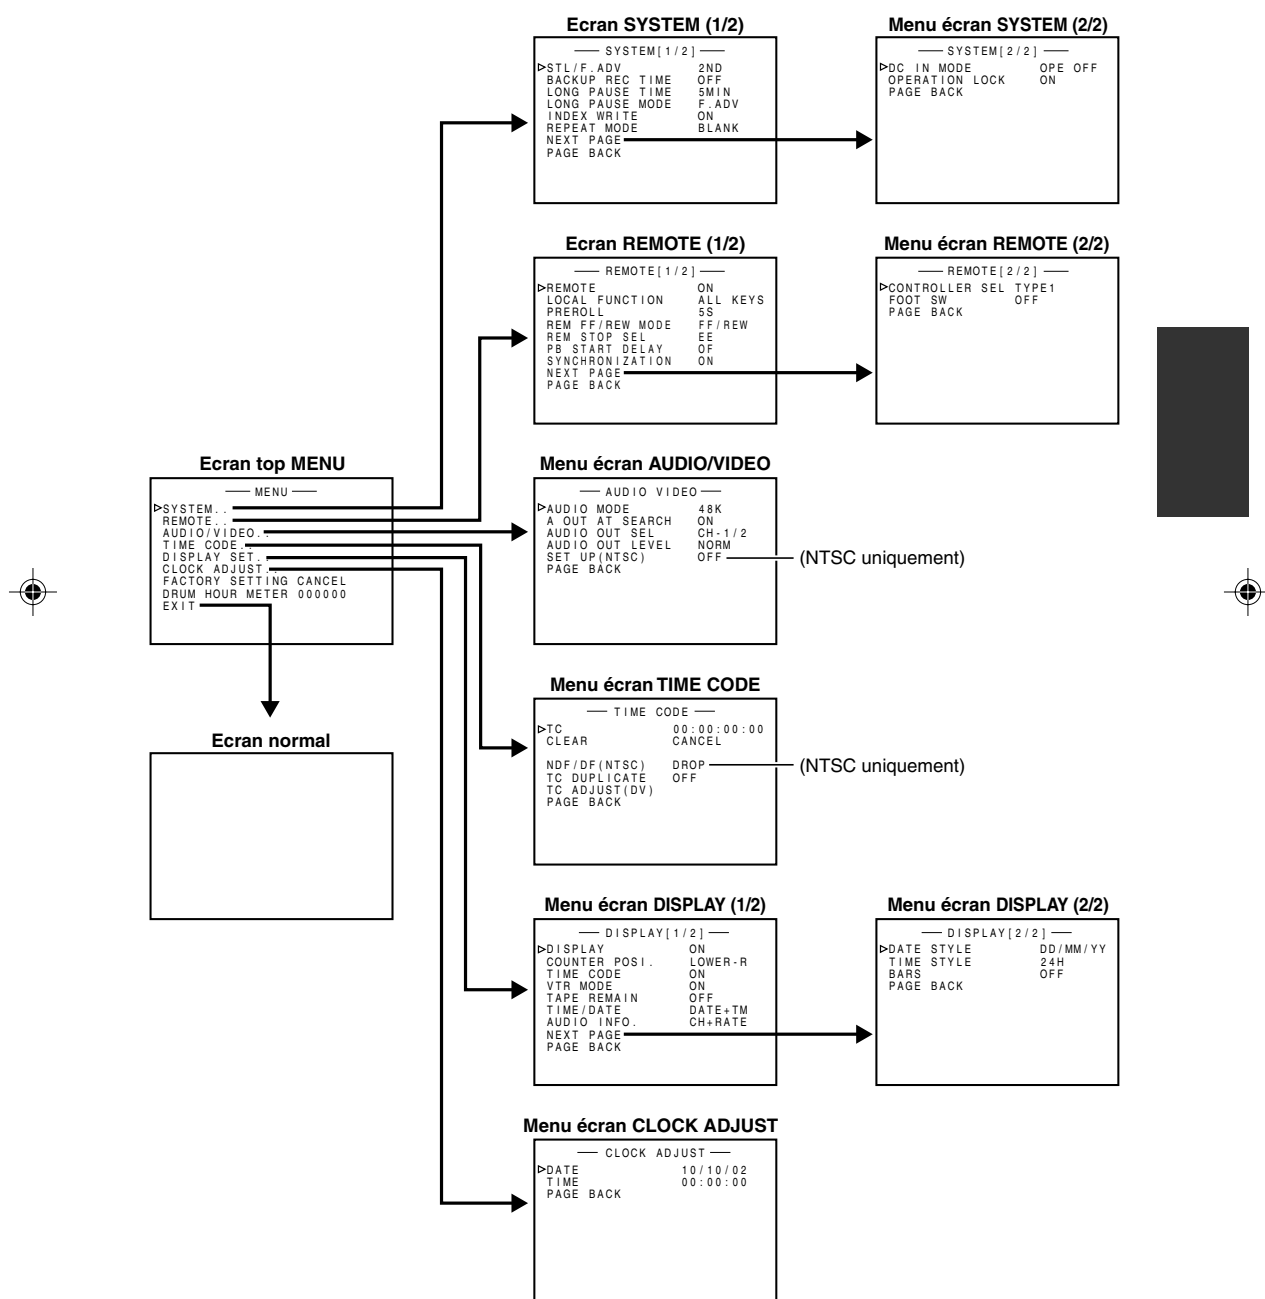 Ecran SYSTEM (1/2)
SYSTEM[1/2]
STL/F.ADV 2ND
BACKUP REC TIME OFF
LONG PAUSE TIME 5MIN
LONG PAUSE MODE F.ADV
INDEX WRITE ON
REPEAT MODE BLANK
NEXT PAGE
PAGE BACK
Menu écran SYSTEM (2/2)
SYSTEM[2/2]
DC IN MODE OPE OFF
OPERATION LOCK ON
PAGE BACK
Ecran REMOTE (1/2)
REMOTE[1/2]
REMOTE ON
LOCAL FUNCTION ALL KEYS
PREROLL 5S
REM FF/REW MODE FF/REW
REM STOP SEL EE
PB START DELAY OF
SYNCHRONIZATION ON
NEXT PAGE
PAGE BACK
Menu écran REMOTE (2/2)
REMOTE[2/2]
CONTROLLER SEL TYPE1
FOOT SW OFF
PAGE BACK
Ecran top MENU
MENU
SYSTEM..
REMOTE..
AUDIO/VIDEO..
TIME CODE..
DISPLAY SET..
CLOCK ADJUST..
FACTORY SETTING CANCEL
DRUM HOUR METER 000000
EXIT
Menu écran AUDIO/VIDEO
AUDIO VIDEO
AUDIO MODE 48K
A OUT AT SEARCH ON
AUDIO OUT SEL CH-1/2
AUDIO OUT LEVEL NORM
SET UP(NTSC) OFF
PAGE BACK
(NTSC uniquement)
Ecran normal
Menu écran TIME CODE
TIME CODE
TC 00:00:00:00
CLEAR CANCEL
NDF/DF(NTSC) DROP
TC DUPLICATE OFF
TC ADJUST(DV)
PAGE BACK
(NTSC uniquement)
Menu écran DISPLAY (1/2)
DISPLAY[1/2]
DISPLAY ON
COUNTER POSI. LOWER-R
TIME CODE ON
VTR MODE ON
TAPE REMAIN OFF
TIME/DATE DATE+TM
AUDIO INFO. CH+RATE
NEXT PAGE
PAGE BACK
Menu écran DISPLAY (2/2)
DISPLAY[2/2]
DATE STYLE DD/MM/YY
TIME STYLE 24H
BARS OFF
PAGE BACK
Menu écran CLOCK ADJUST
CLOCK ADJUST
DATE 10/10/02
TIME 00:00:00
PAGE BACK